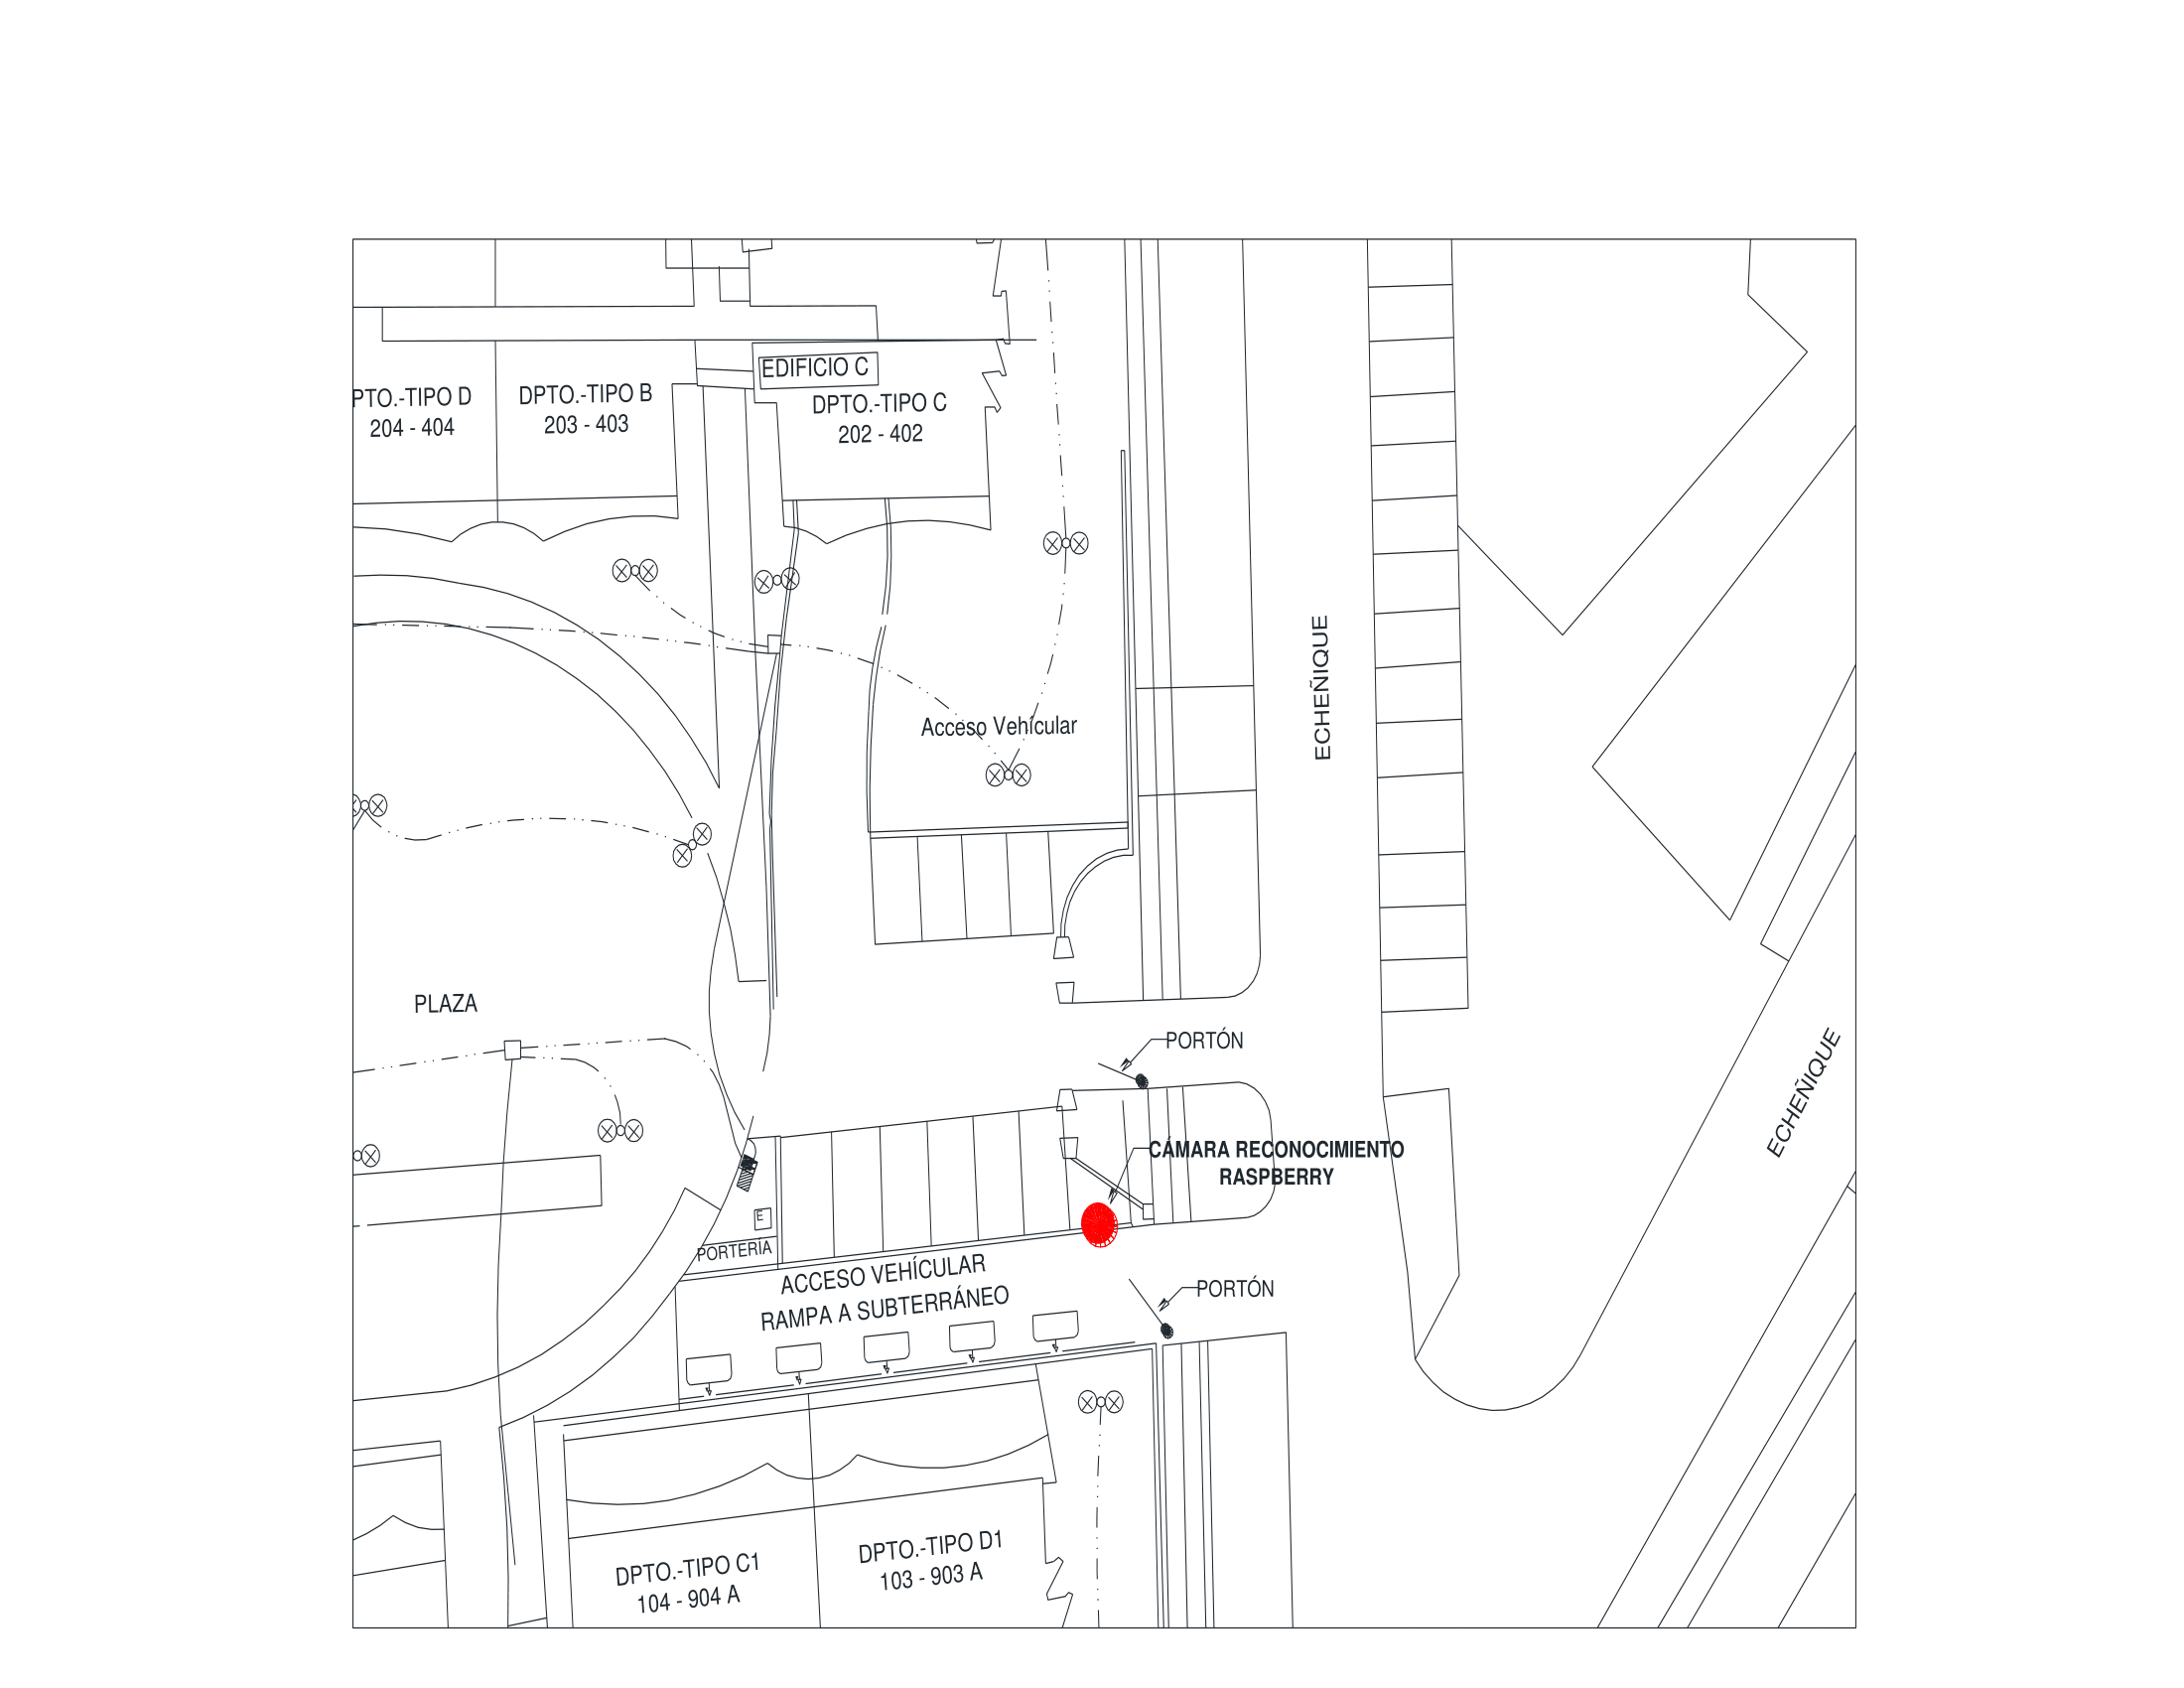 EDIFICIO C
PTO.-TIPO D
204 - 404
DPTO.-TIPO B
203 - 403
DPTO.-TIPO C
202 - 402
ECHEÑIQUE
Acceso Vehícular
PLAZA
PORTÓN
ECHEÑIQUE
CÁMARA RECONOCIMIENTO
RASPBERRY
E
PORTERÍA
ACCESO VEHÍCULAR
RAMPA A SUBTERRÁNEO
PORTÓN
DPTO.-TIPO C1
104 - 904 A
DPTO.-TIPO D1
103 - 903 A